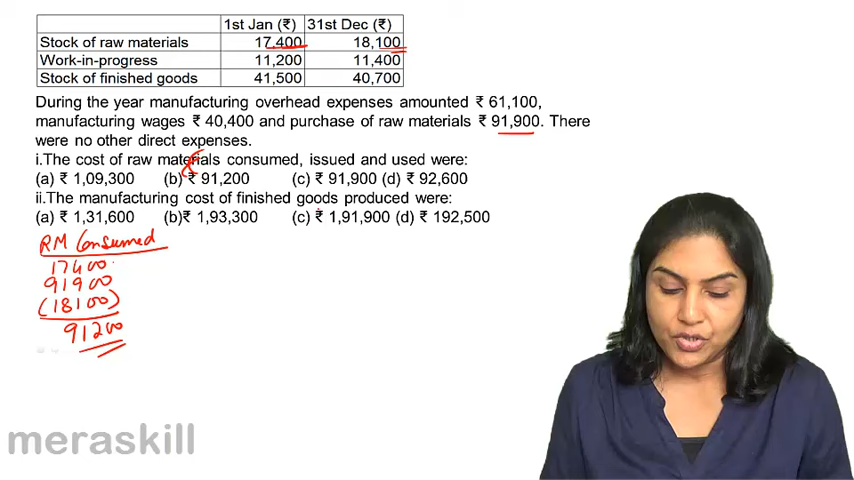 1st Jan (₹) 31st Dec (₹)
Stock of raw materials 17,400 18,100
Work-in-progress 11,200 11,400
Stock of finished goods 41,500 40,700
During the year manufacturing overhead expenses amounted ₹ 61,100,
manufacturing wages ₹ 40,400 and purchase of raw materials ₹ 91,900. There
were no other direct expenses.
i.The cost of raw materials consumed, issued and used were:
(a) ₹ 1,09,300 (b) ₹ 91,200 (c) ₹ 91,900 (d) ₹ 92,600
ii.The manufacturing cost of finished goods produced were:
(a) ₹ 1,31,600 (b)₹ 1,93,300 (c) ₹ 1,91,900 (d) ₹ 192,500
RM Consumed
17400
91900
(18100)
91200
meraskill